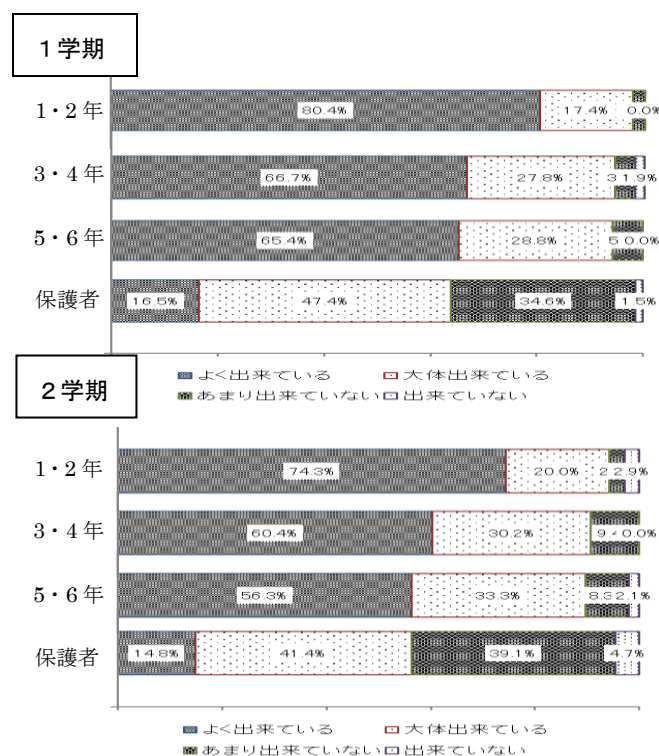 1学期
1・2年 80.4% 17.4% 0.0%
3・4年 66.7% 27.8% 3 1.9%
5・6年 65.4% 28.8% 5 0.0%
保護者 16.5% 47.4% 34.6% 1.5%
よく出来ている 大体出来ている
あまり出来ていない 出来ていない
2学期
1・2年 74.3% 20.0% 2 2.9%
3・4年 60.4% 30.2% 9. 0.0%
5・6年 56.3% 33.3% 8.3 2.1%
保護者 14.8% 41.4% 39.1% 4.7%
よく出来ている 大体出来ている
あまり出来ていない 出来ていない